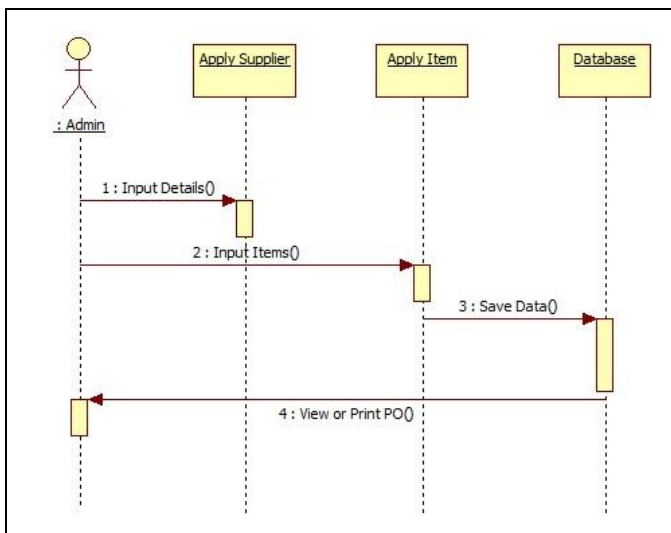 Apply Supplier
Apply Item
Database
: Admin
1 : Input Details()
2 : Input Items()
3 : Save Data()
4 : View or Print PO()